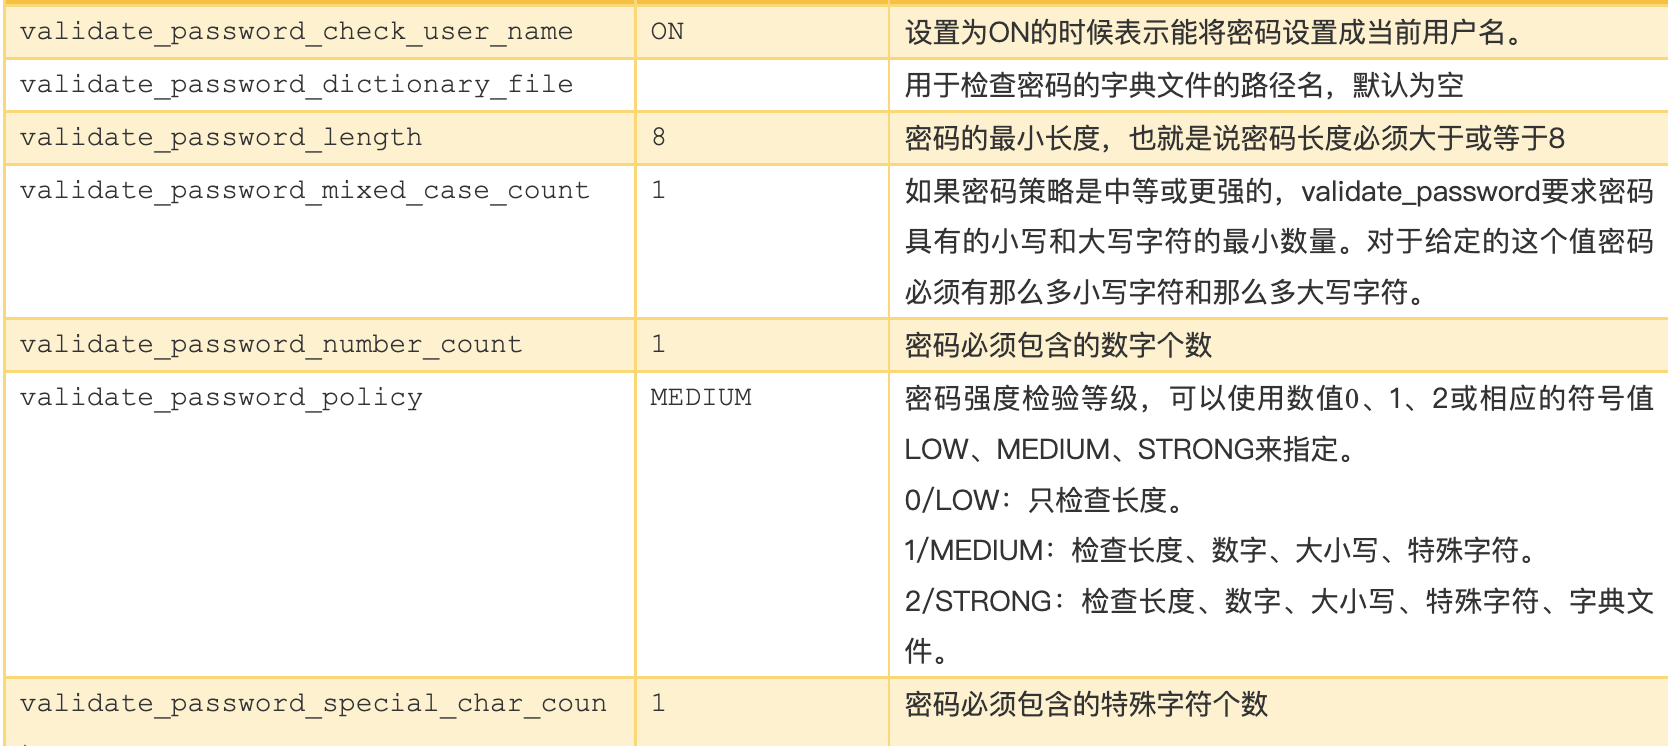 validate_password_check_user_name ON 设置为ON的时候表示能将密码设置成当前用户名。
validate_password_dictionary_file 用于检查密码的字典文件的路径名，默认为空
validate_password_length 8 密码的最小长度，也就是说密码长度必须大于或等于8
validate_password_mixed_case_count 1 如果密码策略是中等或更强的，validate_password要求密码
具有的小写和大写字符的最小数量。对于给定的这个值密码
必须有那么多小写字符和那么多大写字符。
validate_password_number_count 1 密码必须包含的数字个数
validate_password_policy MEDIUM 密码强度检验等级，可以使用数值0、1、2或相应的符号值
LOW、MEDIUM、STRONG来指定。
0/LOW：只检查长度。
1/MEDIUM：检查长度、数字、大小写、特殊字符。
2/STRONG：检查长度、数字、大小写、特殊字符、字典文
件。
validate_password_special_char_coun 1 密码必须包含的特殊字符个数